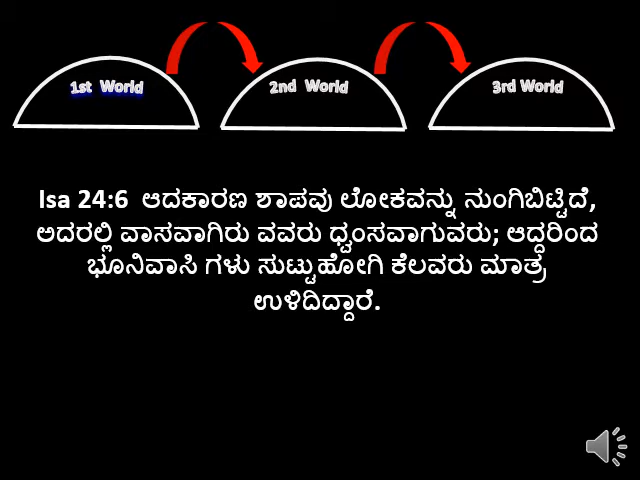 1st World 2nd World 3rd World
Isa 24:6 ಆದಕಾರಣ ಶಾಪವು ಲೋಕವನ್ನು ನುಂಗಿಬಿಟ್ಟಿದೆ,
ಅದರಲ್ಲಿ ವಾಸವಾಗಿರು ವವರು ಧ್ವಂಸವಾಗುವರು; ಆದ್ದರಿಂದ
ಭೂನಿವಾಸಿ ಗಳು ಸುಟ್ಟುಹೋಗಿ ಕೆಲವರು ಮಾತ್ರ
ಉಳಿದಿದ್ದಾರೆ.